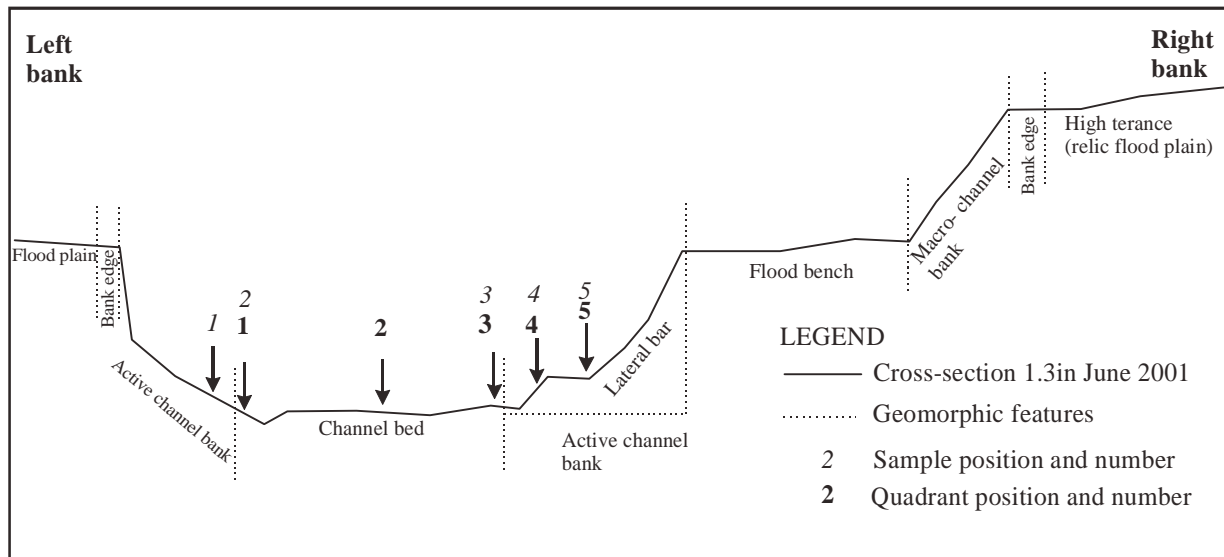 Left
bank
Right
bank
High terance
(relic flood plain)
Bank edge
Macro- channel
bank
Flood plain
Bank edge
Flood bench
1
2
1
2
3
3
4
4
5
5
Lateral bar
Active channel bank
Channel bed
Active channel
bank
LEGEND
Cross-section 1.3in June 2001
Geomorphic features
2 Sample position and number
2 Quadrant position and number